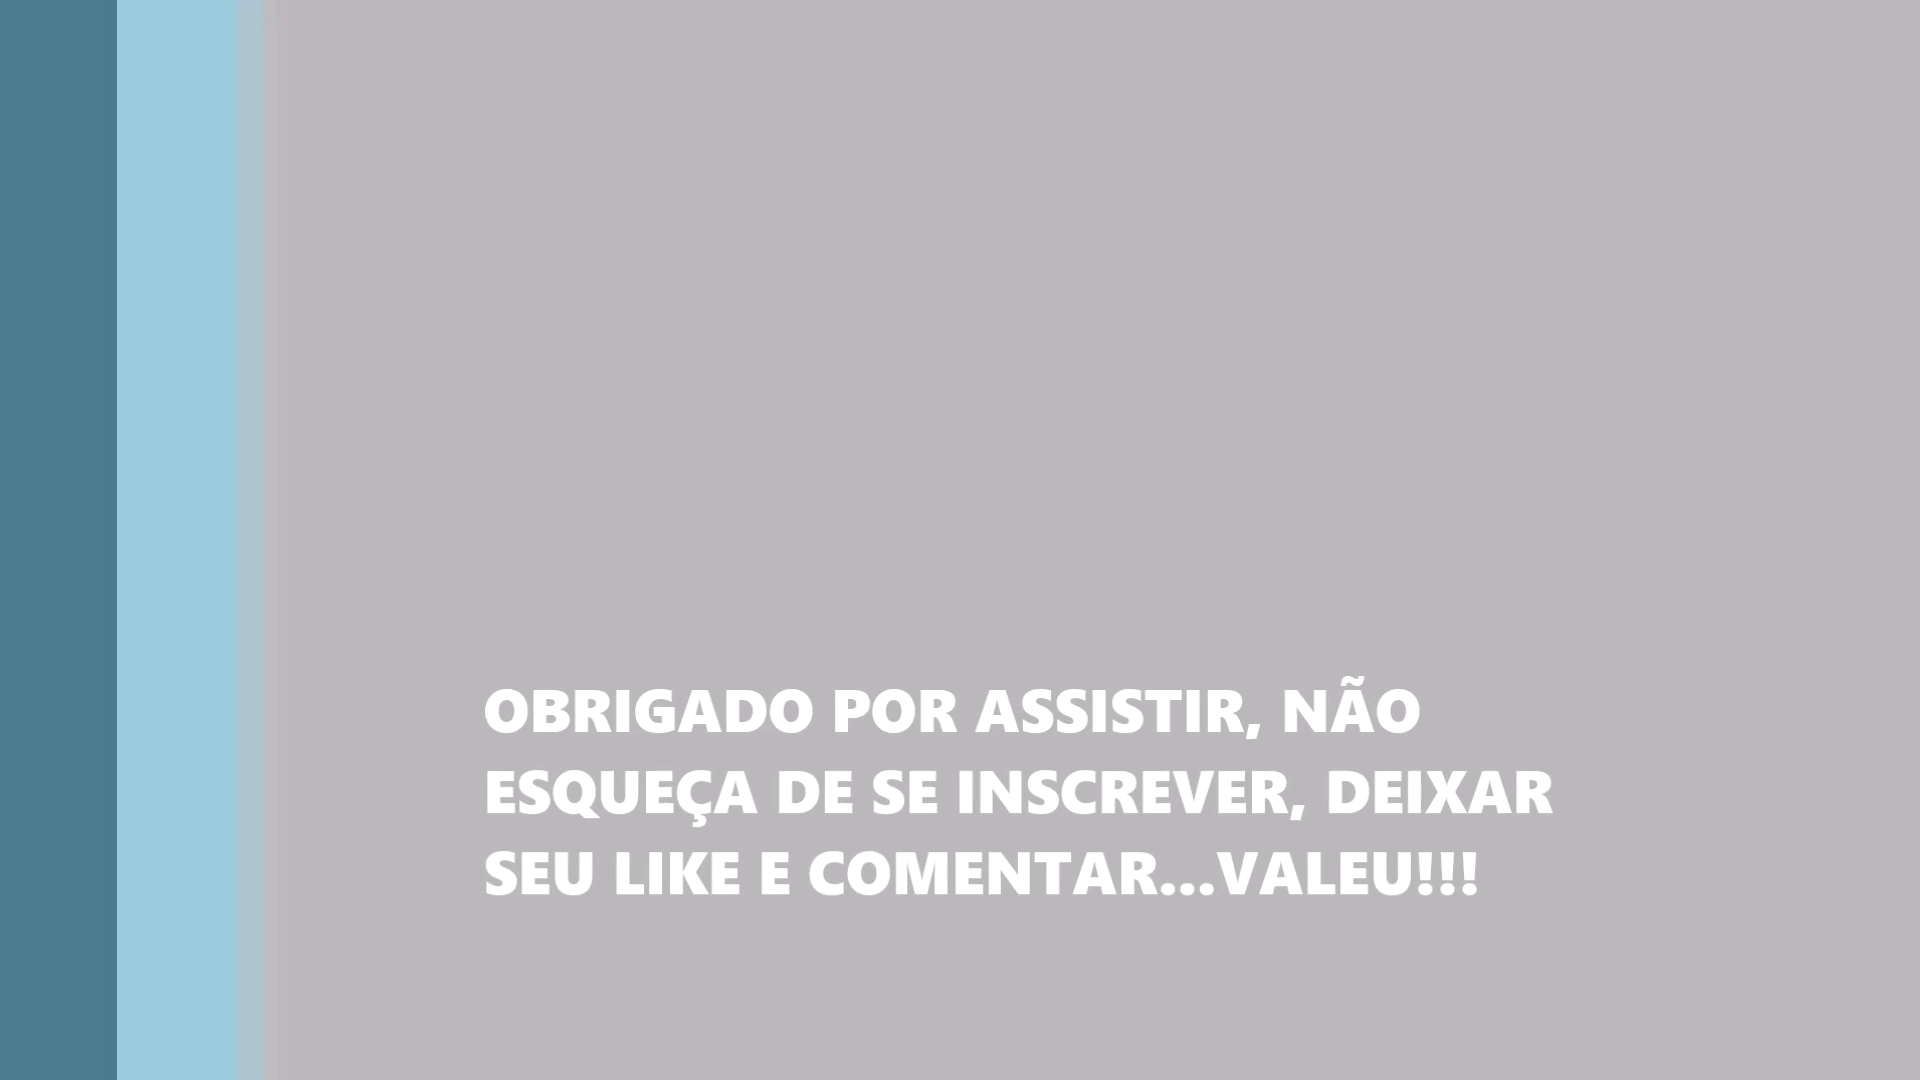 OBRIGADO POR ASSISTIR, NÃO
ESQUEÇA DE SE INSCREVER, DEIXAR
SEU LIKE E COMENTAR...VALEU!!!